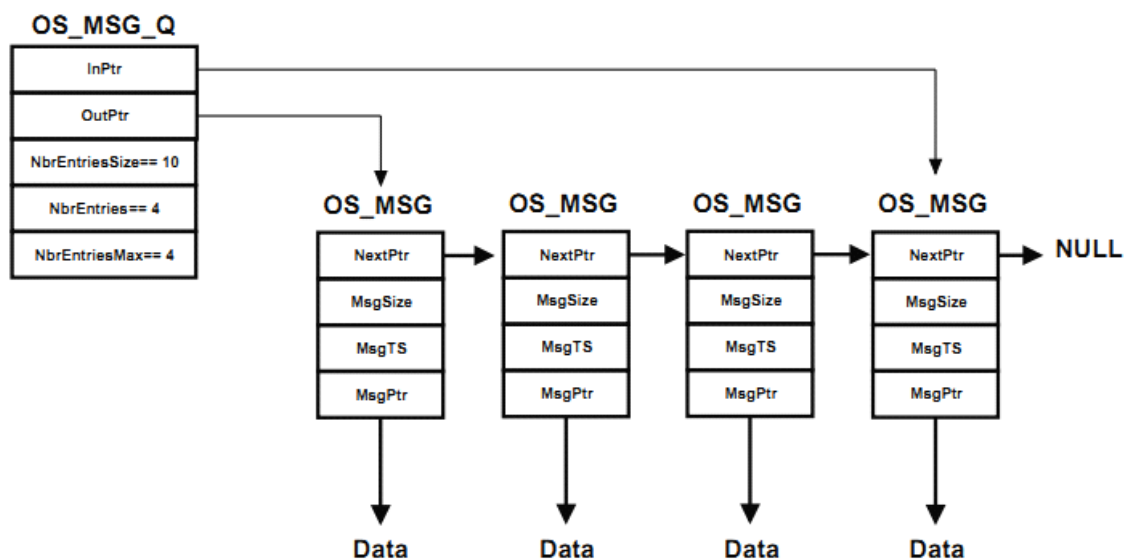 OS_MSG_Q
InPtr
OutPtr
NbrEntriesSize== 10
NbrEntries== 4
NbrEntriesMax== 4
OS_MSG OS_MSG OS_MSG OS_MSG
NextPtr NextPtr NextPtr NextPtr NULL
MsgSize MsgSize MsgSize MsgSize
MsgTS MsgTS MsgTS MsgTS
MsgPtr MsgPtr MsgPtr MsgPtr
Data Data Data Data